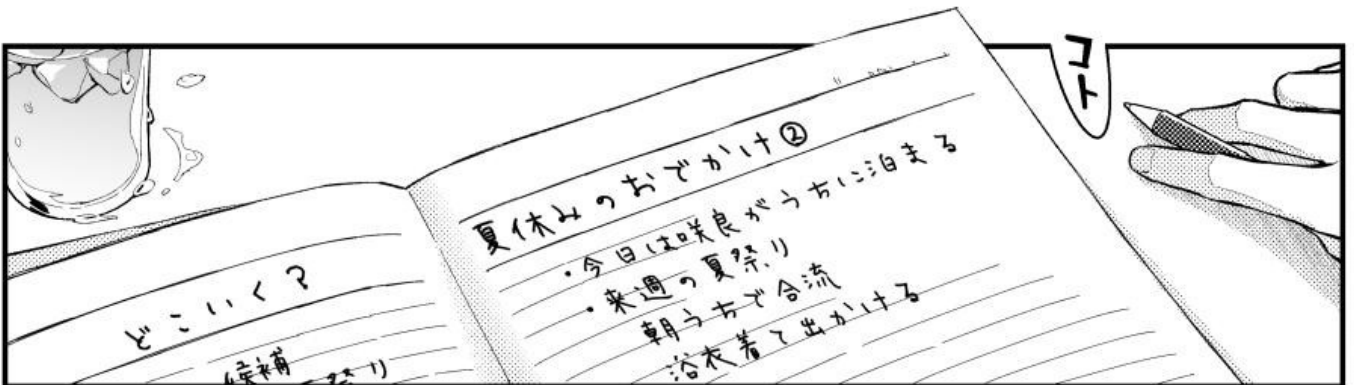 コト
夏休みのおでかけ②
・今日は咲良がうちに泊まる
・来週の夏祭り
朝うちで合流
浴衣着て出かける
どこいく?
候補
祭り